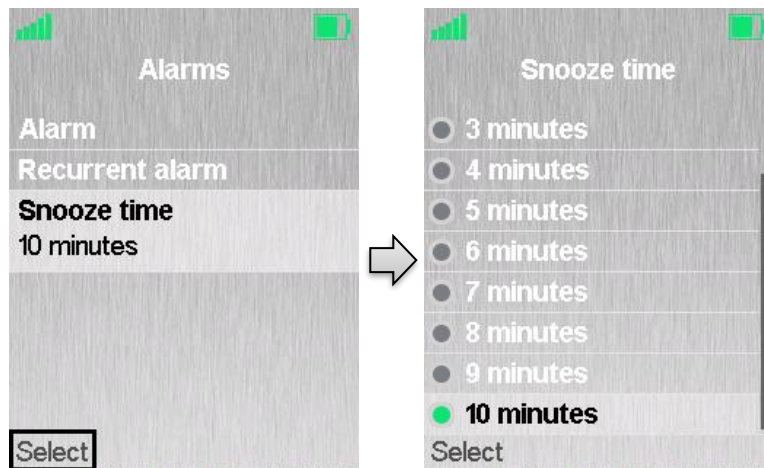 Alarms
Alarm
Recurrent alarm
Snooze time
10 minutes
Select
Snooze time
3 minutes
4 minutes
5 minutes
6 minutes
7 minutes
8 minutes
9 minutes
10 minutes
Select